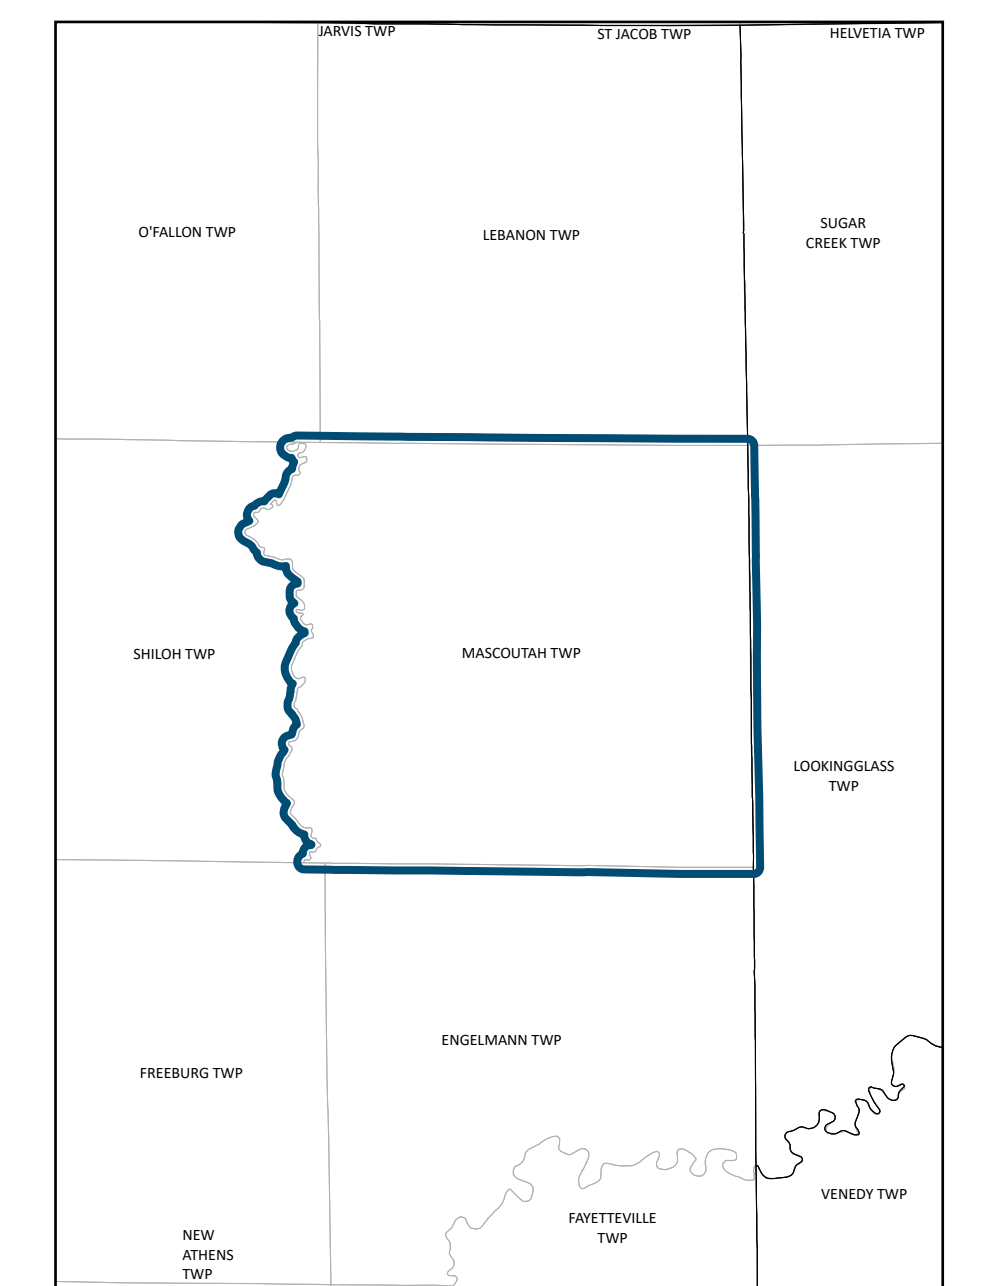 JARVIS TWP
ST JACOB TWP
HELVETIA TWP
O'FALLON TWP
LEBANON TWP
SUGAR
CREEK TWP
SHILOH TWP
MASCOUTAH TWP
LOOKINGGLASS
TWP
FREEBURG TWP
ENGELMANN TWP
VENEDY TWP
FAYETTEVILLE
TWP
NEW
ATHENS
TWP